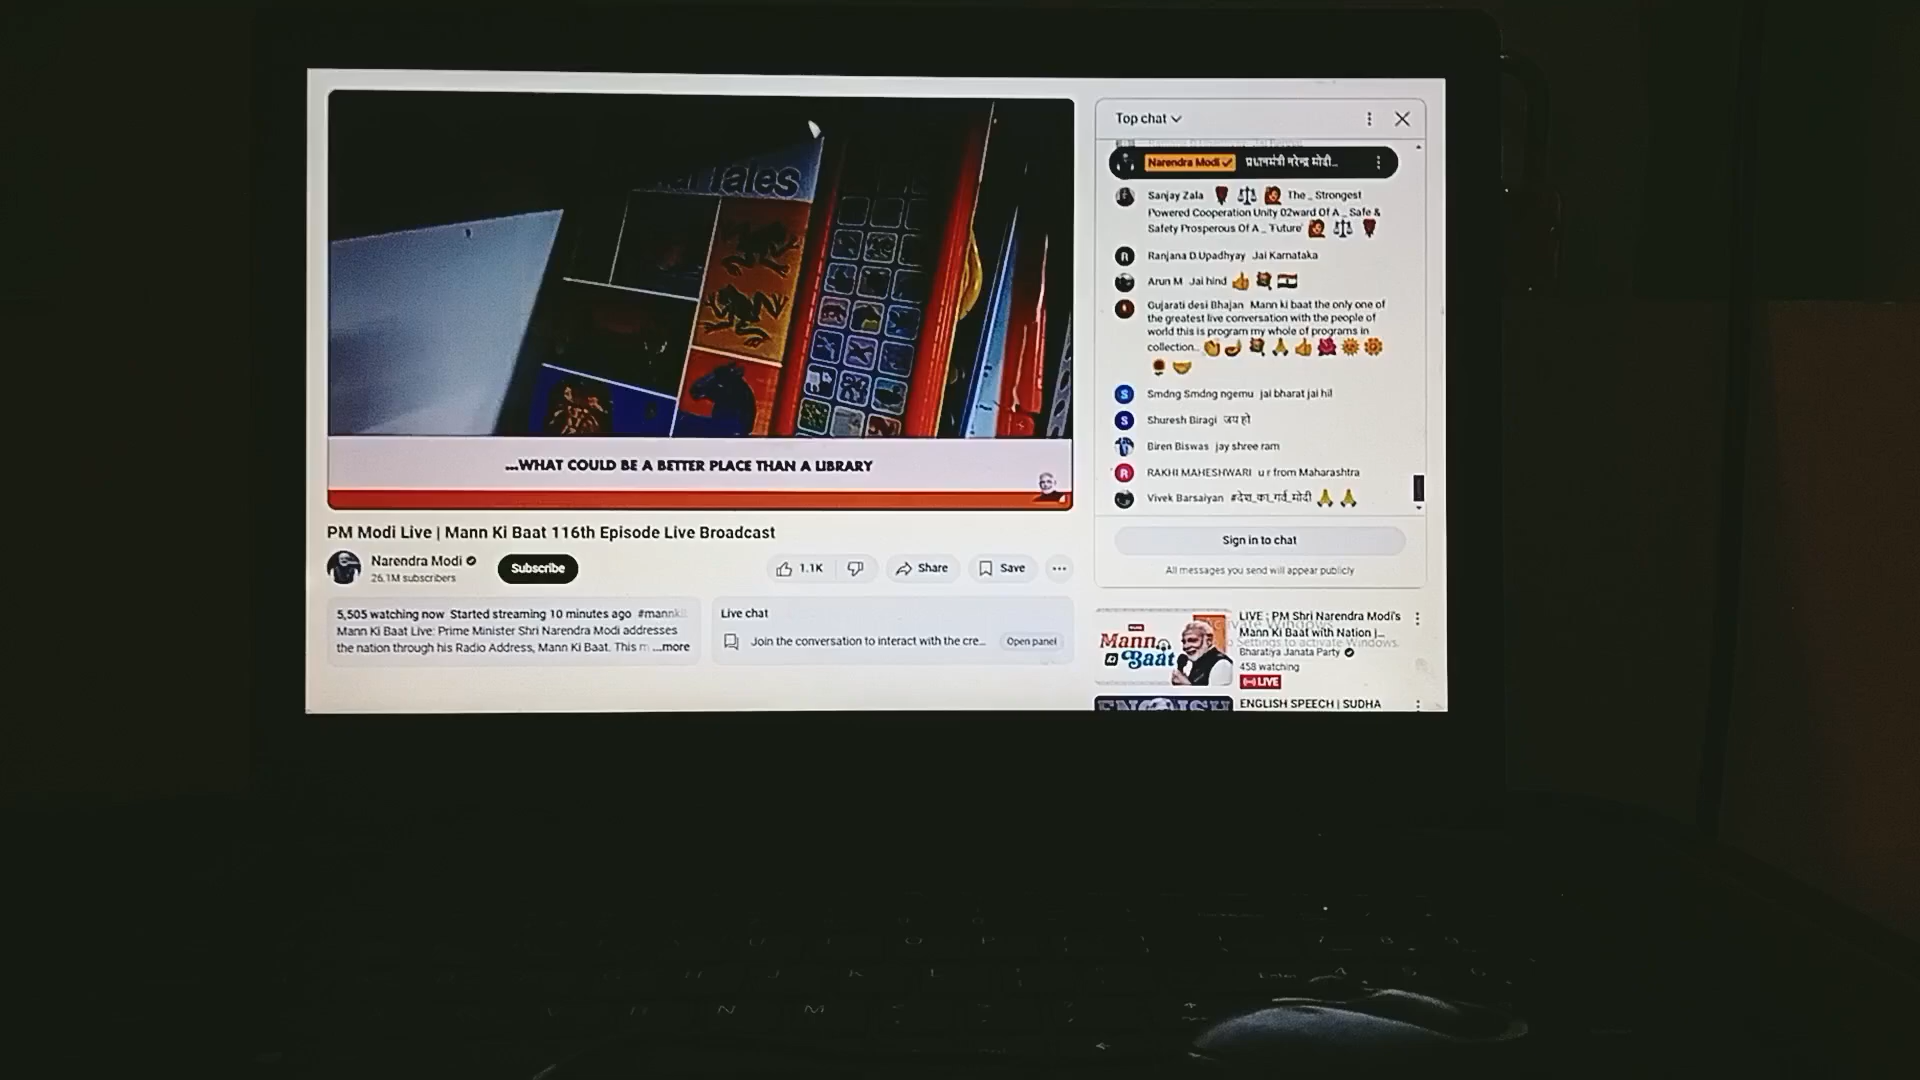 Tales
...WHAT COULD BE A BETTER PLACE THAN A LIBRARY
PM Modi Live | Mann Ki Baat 116th Episode Live Broadcast
Narendra Modi
26.1M subscribers
Subscribe
1.1K
Share
Save
5,505 watching now Started streaming 10 minutes ago #mannki
Mann Ki Baat Live: Prime Minister Shri Narendra Modi addresses
the nation through his Radio Address, Mann Ki Baat. This m ...more
Live chat
Join the conversation to interact with the cre...
Open panel
Top chat
Narendra Modi प्रधानमंत्री नरेन्द्र मोदी...
Sanjay Zala 🌹 ⚖️ 🙋 The _ Strongest
Powered Cooperation Unity 02ward Of A _ Safe &
Safety Prosperous Of A _ 'Future' 🙋 ⚖️ 🌹
Ranjana D.Upadhyay Jai Karnataka
Arun M Jai hind 👍 💐 🇮🇳
Gujarati desi Bhajan Mann ki baat the only one of
the greatest live conversation with the people of
world this is program my whole of programs in
collection..
Smdng Smdng ngemu jai bharat jai hil
Shuresh Biragi जय हो
Biren Biswas jay shree ram
RAKHI MAHESHWARI u r from Maharashtra
Vivek Barsaiyan #देश_का_गर्व_मोदी 🙏 🙏
Sign in to chat
All messages you send will appear publicly
Mann
की Baat
LIVE : PM Shri Narendra Modi's
Mann Ki Baat with Nation |...
Bharatiya Janata Party
458 watching
LIVE
Activate Windows
Settings to activate Windows.
ENGLISH
ENGLISH SPEECH | SUDHA